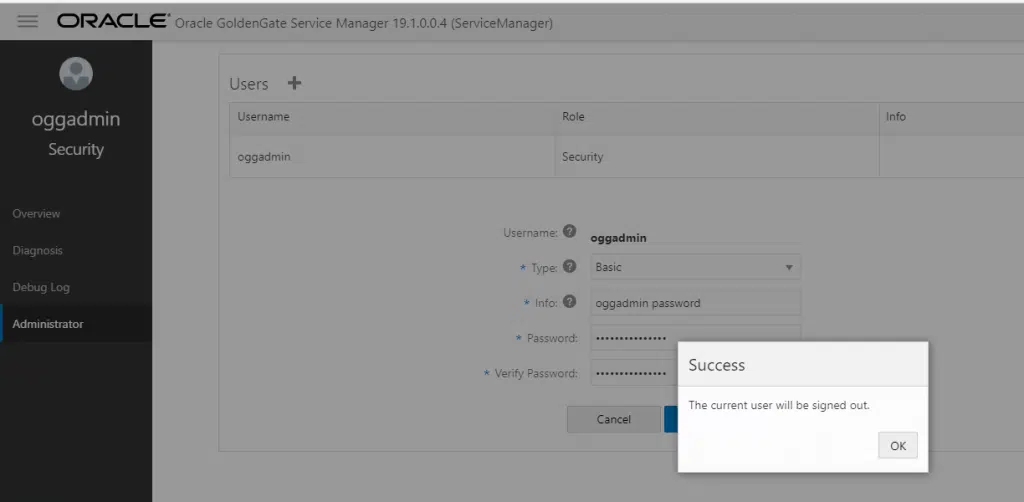 ORACLE® Oracle GoldenGate Service Manager 19.1.0.0.4 (ServiceManager)
oggadmin
Security
Overview
Diagnosis
Debug Log
Administrator
Users +
Username Role Info
oggadmin Security
Username: ? oggadmin
* Type: ? Basic
* Info: ? oggadmin password
* Password: •••••••••••••••
* Verify Password: •••••••••••••••
Cancel
Success
The current user will be signed out.
OK